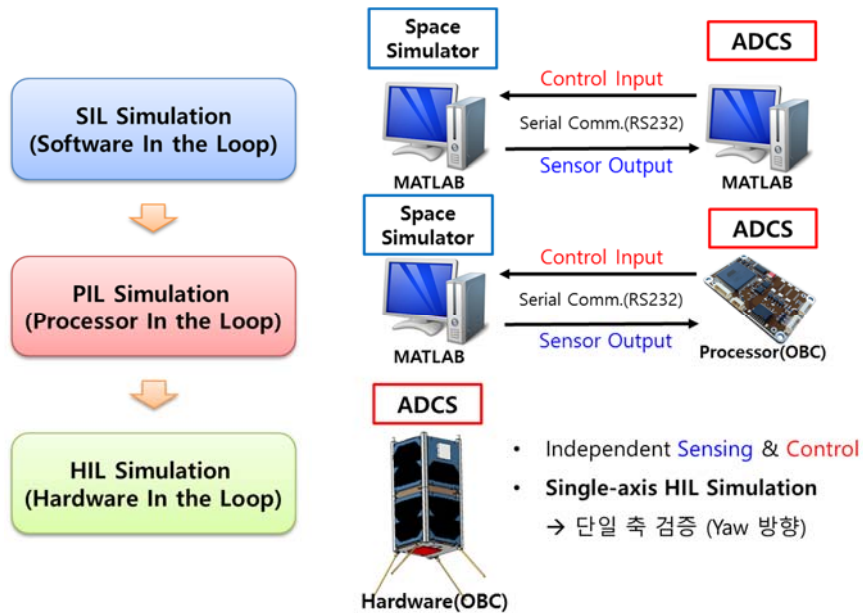 SIL Simulation
(Software In the Loop)
Space
Simulator
MATLAB
Control Input
Serial Comm.(RS232)
Sensor Output
ADCS
MATLAB
PIL Simulation
(Processor In the Loop)
Space
Simulator
MATLAB
Control Input
Serial Comm.(RS232)
Sensor Output
ADCS
Processor(OBC)
HIL Simulation
(Hardware In the Loop)
ADCS
Hardware(OBC)
• Independent Sensing & Control
• Single-axis HIL Simulation
→ 단일 축 검증 (Yaw 방향)